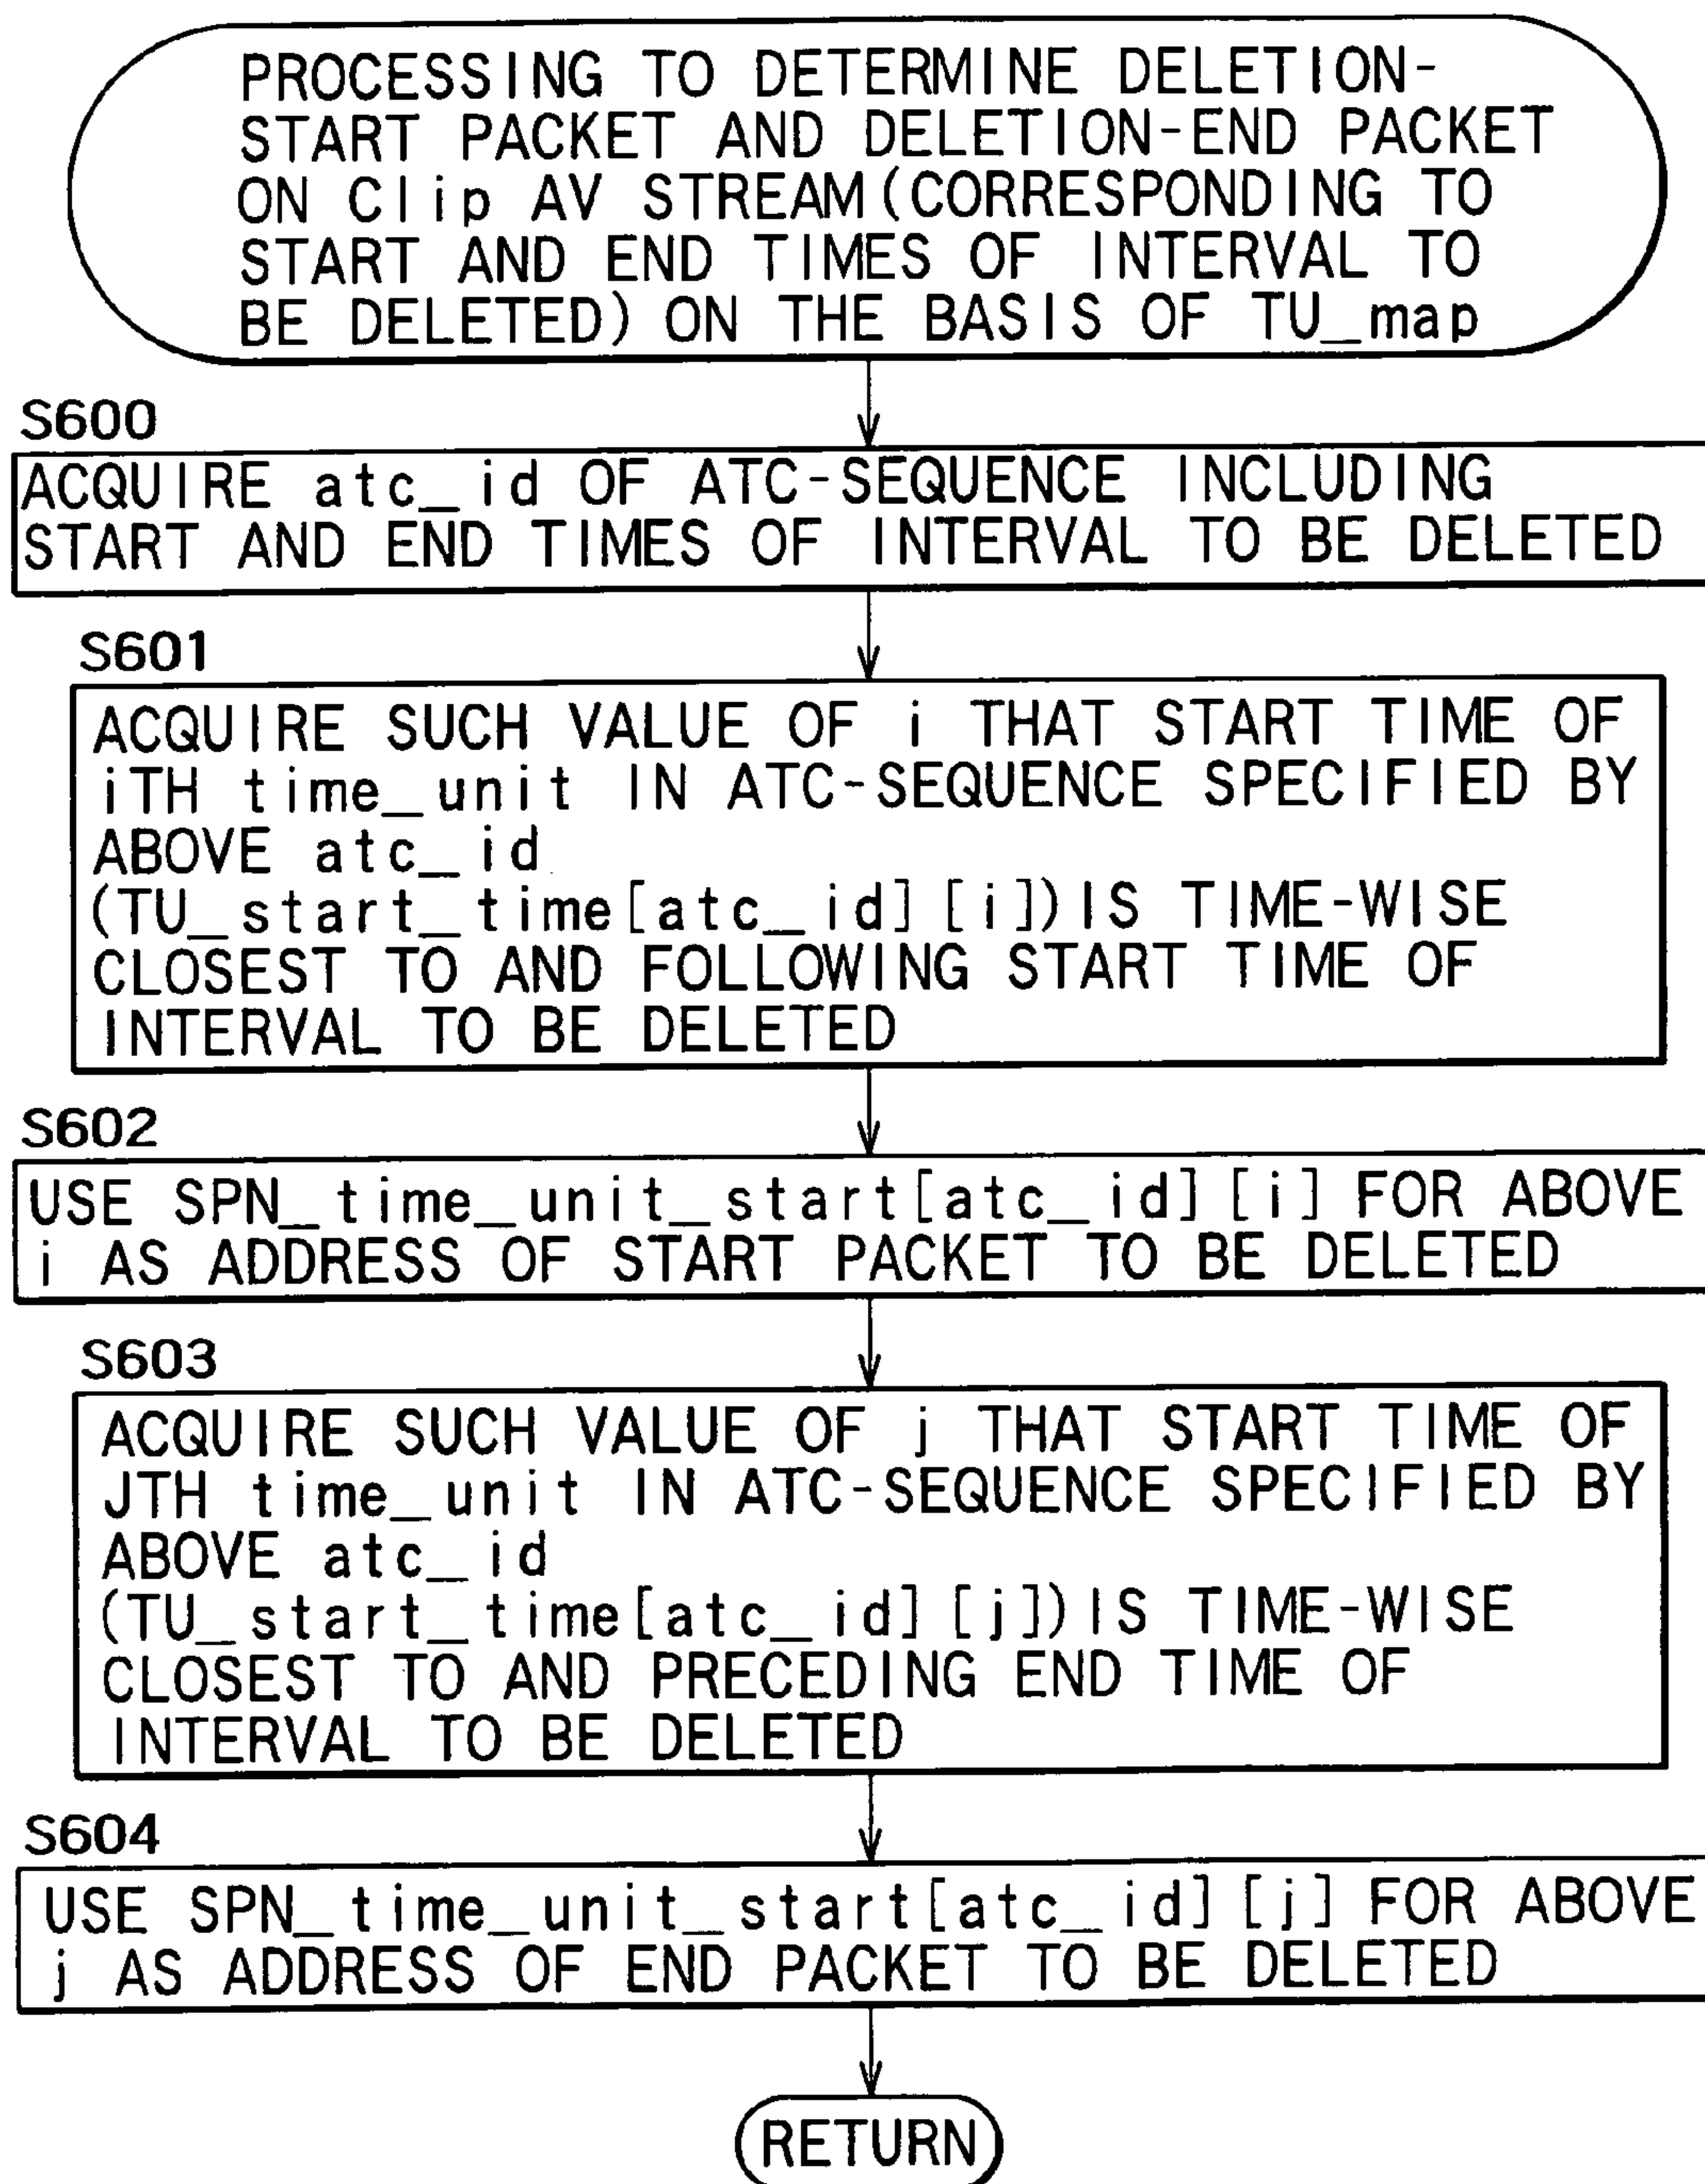 PROCESSING TO DETERMINE DELETION-
START PACKET AND DELETION-END PACKET
ON Clip AV STREAM(CORRESPONDING TO
START AND END TIMES OF INTERVAL TO
BE DELETED) ON THE BASIS OF TU_map
S600
ACQUIRE atc_id OF ATC-SEQUENCE INCLUDING
START AND END TIMES OF INTERVAL TO BE DELETED
S601
ACQUIRE SUCH VALUE OF i THAT START TIME OF
iTH time_unit IN ATC-SEQUENCE SPECIFIED BY
ABOVE atc_id
(TU_start_time[atc_id][i])IS TIME-WISE
CLOSEST TO AND FOLLOWING START TIME OF
INTERVAL TO BE DELETED
S602
USE SPN_time_unit_start[atc_id][i] FOR ABOVE
i AS ADDRESS OF START PACKET TO BE DELETED
S603
ACQUIRE SUCH VALUE OF j THAT START TIME OF
JTH time_unit IN ATC-SEQUENCE SPECIFIED BY
ABOVE atc_id
(TU_start_time[atc_id][j])IS TIME-WISE
CLOSEST TO AND PRECEDING END TIME OF
INTERVAL TO BE DELETED
S604
USE SPN_time_unit_start[atc_id][j] FOR ABOVE
j AS ADDRESS OF END PACKET TO BE DELETED
RETURN